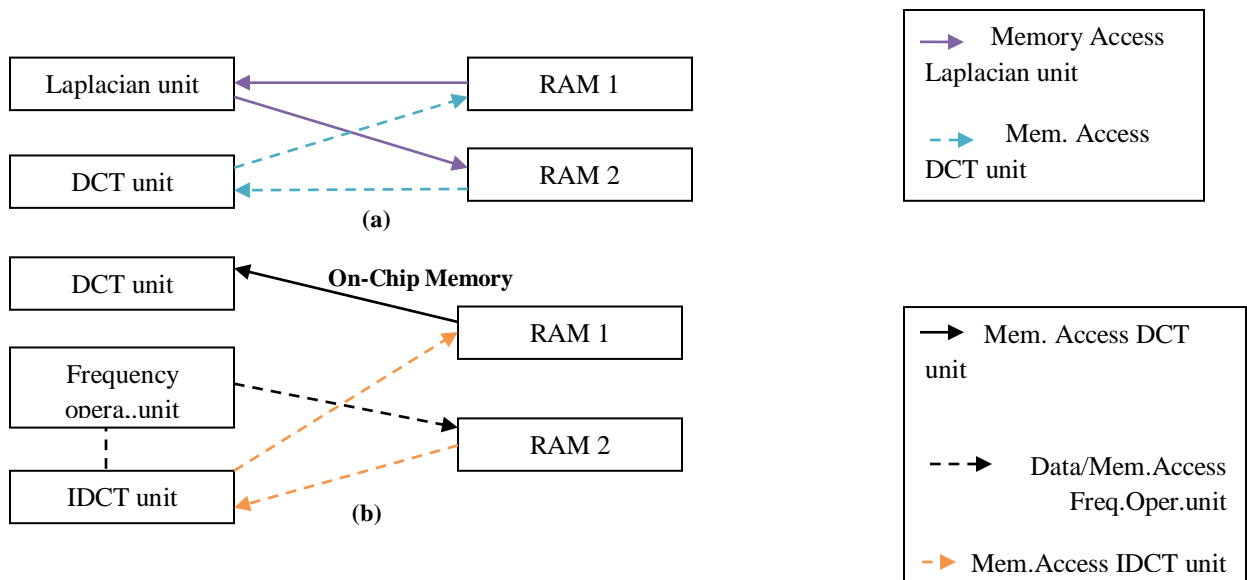 Laplacian unit
RAM 1
DCT unit
RAM 2
(a)
Memory Access
Laplacian unit
Mem. Access
DCT unit
DCT unit
On-Chip Memory
RAM 1
Frequency
opera..unit
RAM 2
IDCT unit
(b)
Mem. Access DCT
unit
Data/Mem.Access
Freq.Oper.unit
Mem.Access IDCT unit